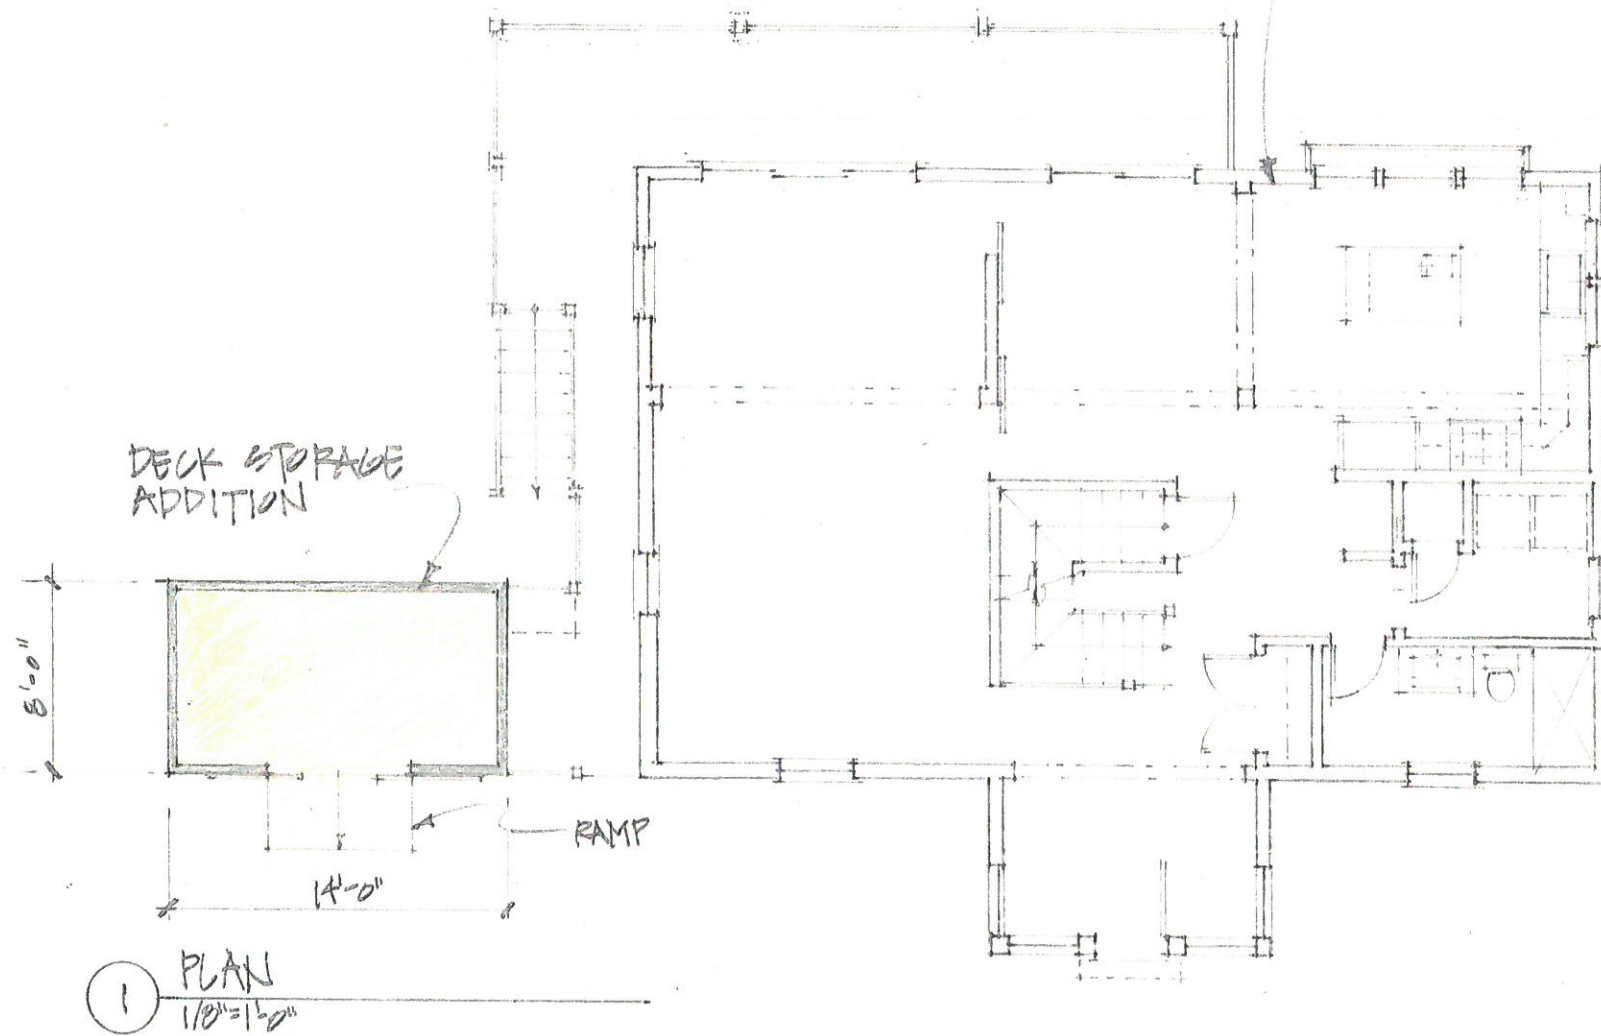 DECK STORAGE
ADDITION
8'-0"
RAMP
14'-0"
1
PLAN
1/8"=1'-0"